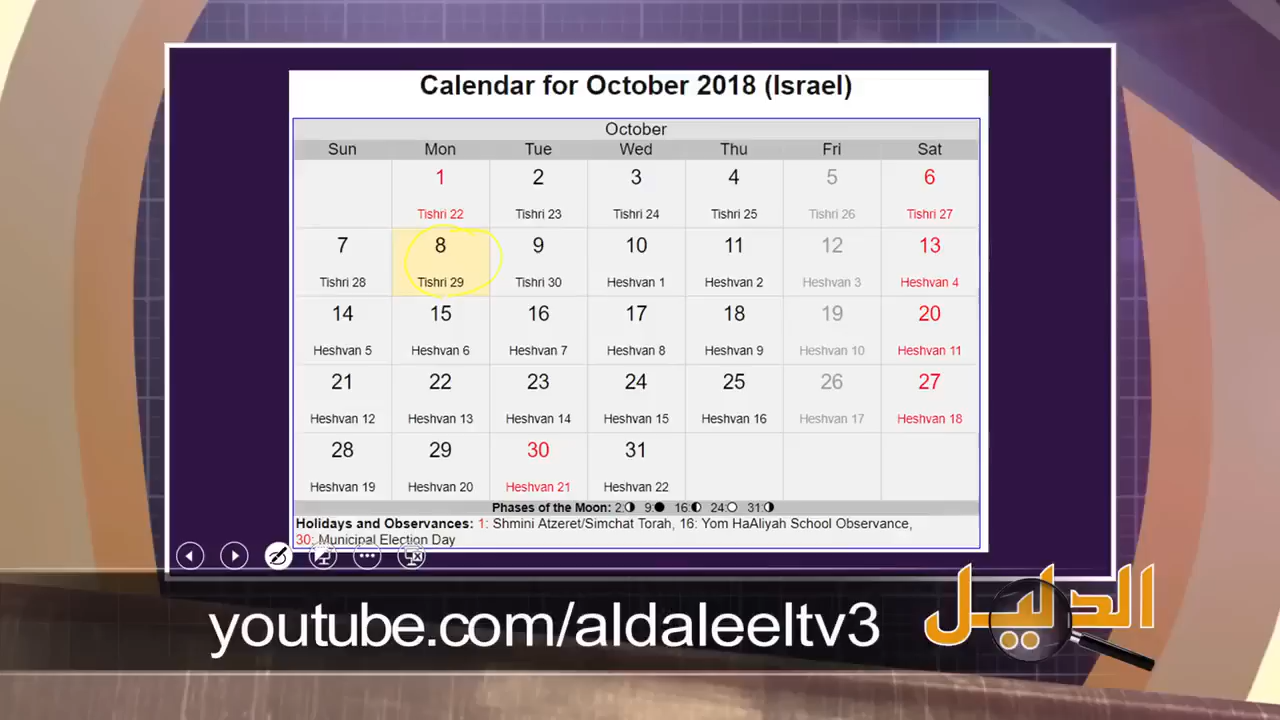 Calendar for October 2018 (Israel)
October
Sun Mon Tue Wed Thu Fri Sat
1 2 3 4 5 6
Tishri 22 Tishri 23 Tishri 24 Tishri 25 Tishri 26 Tishri 27
7 8 9 10 11 12 13
Tishri 28 Tishri 29 Tishri 30 Heshvan 1 Heshvan 2 Heshvan 3 Heshvan 4
14 15 16 17 18 19 20
Heshvan 5 Heshvan 6 Heshvan 7 Heshvan 8 Heshvan 9 Heshvan 10 Heshvan 11
21 22 23 24 25 26 27
Heshvan 12 Heshvan 13 Heshvan 14 Heshvan 15 Heshvan 16 Heshvan 17 Heshvan 18
28 29 30 31
Heshvan 19 Heshvan 20 Heshvan 21 Heshvan 22
Phases of the Moon: 2: 9: 16: 24: 31:
Holidays and Observances: 1: Shmini Atzeret/Simchat Torah, 16: Yom HaAliyah School Observance,
30: Municipal Election Day
youtube.com/aldaleeltv3
الدليل